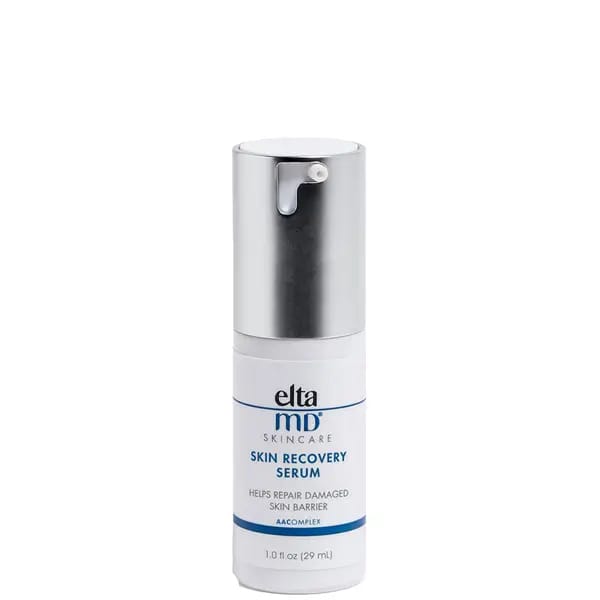 elta
MD®
SKINCARE
SKIN RECOVERY
SERUM
HELPS REPAIR DAMAGED
SKIN BARRIER
AACOMPLEX
1.0 fl oz (29 mL)